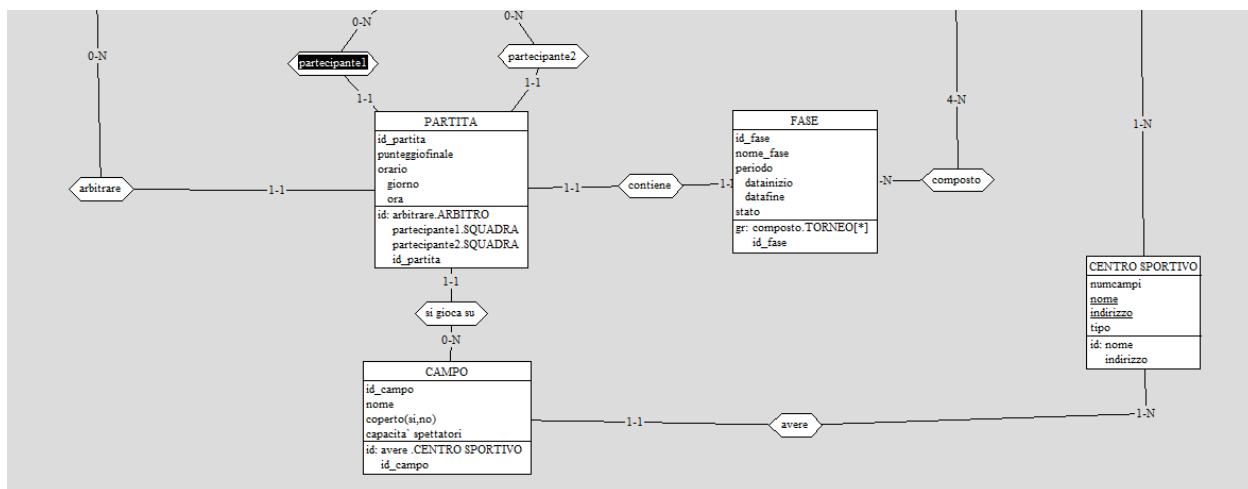 0-N
0-N
0-N
partecipante1
partecipante2
1-1
1-1
4-N
1-N
PARTITA
id_partita
punteggiofinale
orario
giorno
ora
id: arbitrare.ARBITRO
partecipante1.SQUADRA
partecipante2.SQUADRA
id_partita
FASE
id_fase
nome_fase
periodo
datainizio
datafine
stato
gr: composto.TORNEO[*]
id_fase
arbitrare
1-1
1-1
contiene
-N
composto
CENTRO SPORTIVO
numcampi
nome
indirizzo
tipo
id: nome
indirizzo
1-1
si gioca su
0-N
CAMPO
id_campo
nome
coperto(si,no)
capacita` spettatori
id: avere .CENTRO SPORTIVO
id_campo
1-1
avere
1-N